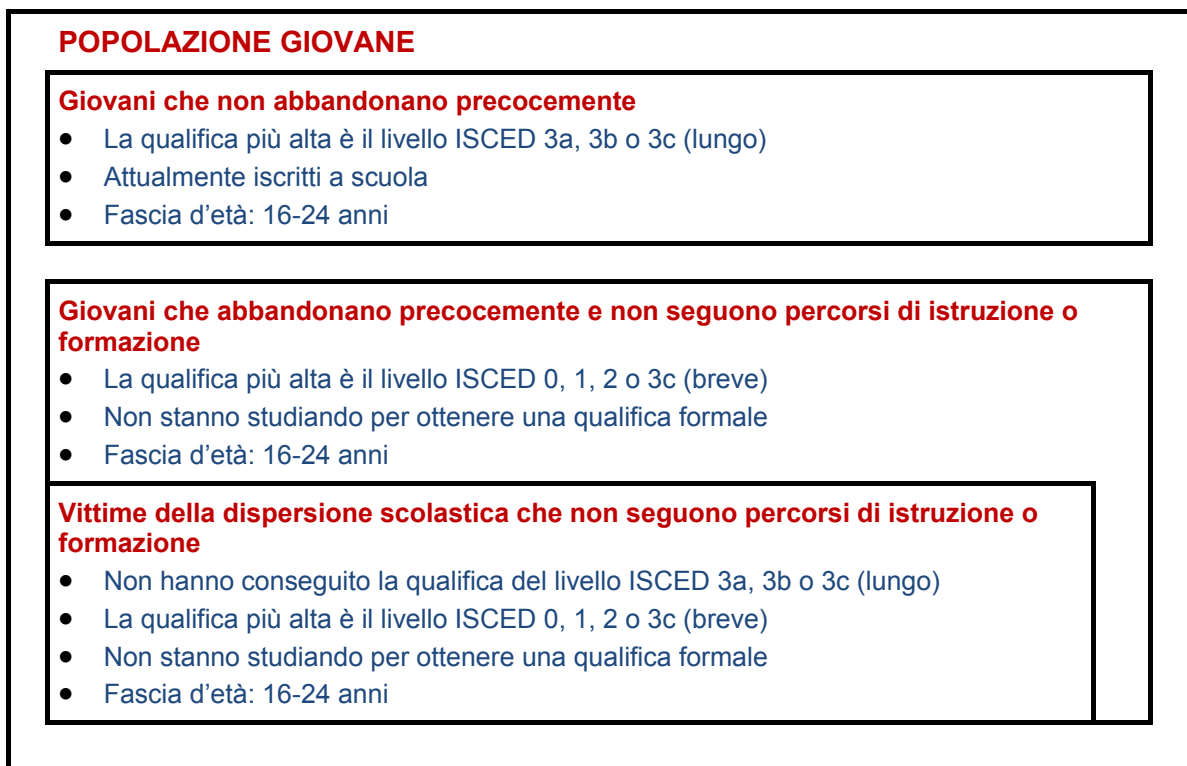 POPOLAZIONE GIOVANE
Giovani che non abbandonano precocemente
• La qualifica più alta è il livello ISCED 3a, 3b o 3c (lungo)
• Attualmente iscritti a scuola
• Fascia d’età: 16-24 anni
Giovani che abbandonano precocemente e non seguono percorsi di istruzione o
formazione
• La qualifica più alta è il livello ISCED 0, 1, 2 o 3c (breve)
• Non stanno studiando per ottenere una qualifica formale
• Fascia d’età: 16-24 anni
Vittime della dispersione scolastica che non seguono percorsi di istruzione o
formazione
• Non hanno conseguito la qualifica del livello ISCED 3a, 3b o 3c (lungo)
• La qualifica più alta è il livello ISCED 0, 1, 2 o 3c (breve)
• Non stanno studiando per ottenere una qualifica formale
• Fascia d’età: 16-24 anni